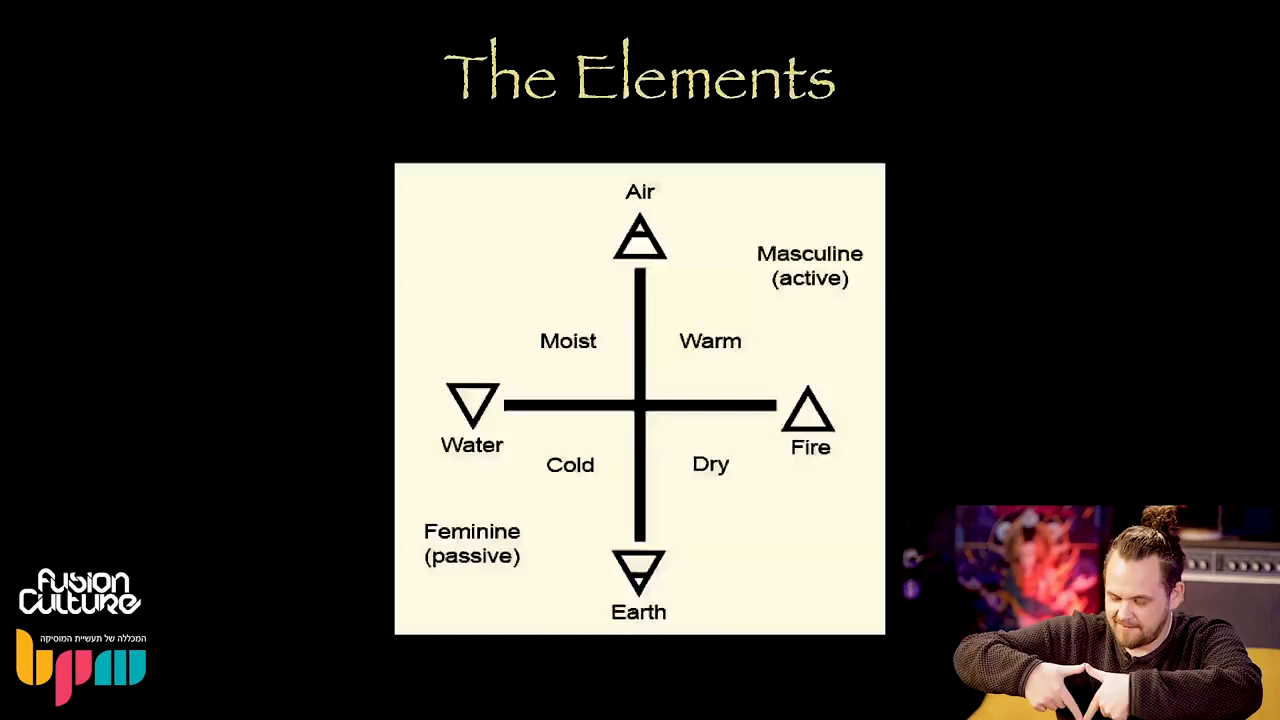 The Elements
Air
Masculine
(active)
Moist
Warm
Water
Fire
Cold
Dry
Feminine
(passive)
Earth
fusion
culture
המכללה של תעשיית המוסיקה
bpm